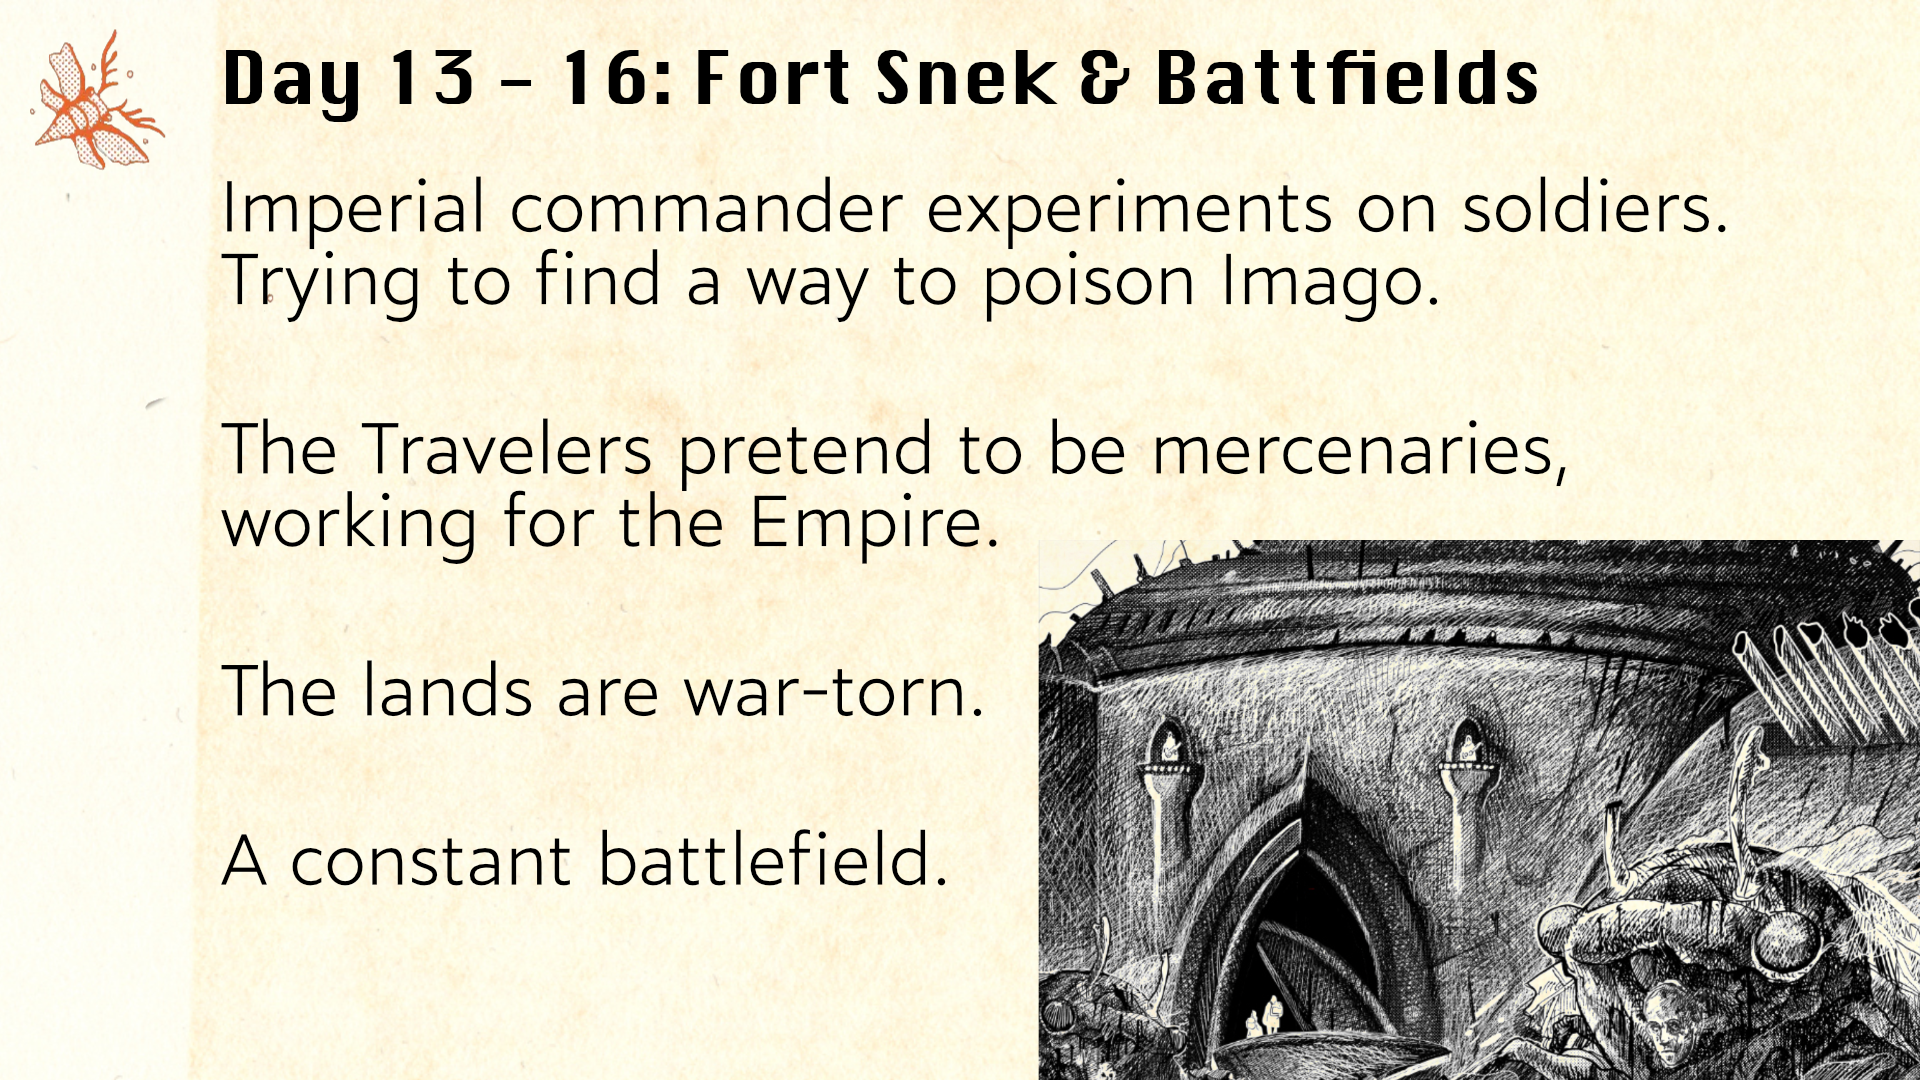 Day 13 – 16: Fort Snek & Battfields
Imperial commander experiments on soldiers.
Trying to find a way to poison Imago.
The Travelers pretend to be mercenaries,
working for the Empire.
The lands are war-torn.
A constant battlefield.